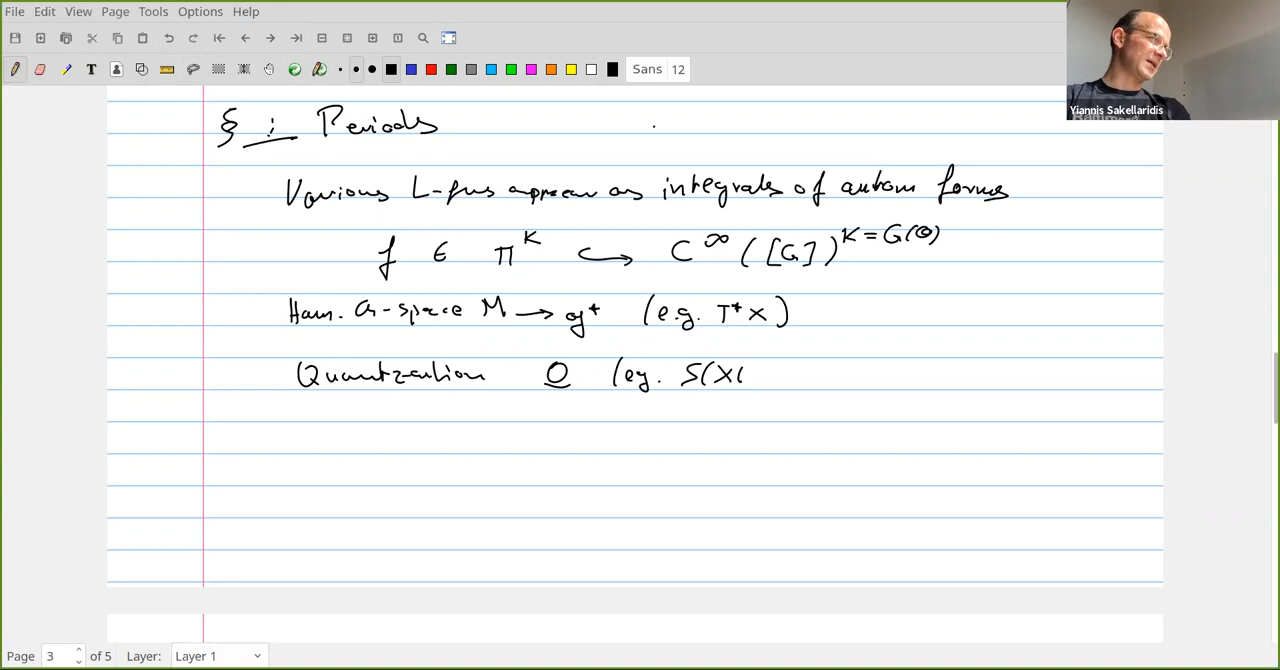 File Edit View Page Tools Options Help
Sans 12
Yiannis Sakellaridis
§ : Periods
Various L-fns appear as integrals of autom forms
f ∈ π^K ↪ C^∞([G])^{K = G(O)}
Ham. G-space M → g* (e.g. T*X)
Quantization O (eg. S(X(
Page 3 of 5 Layer: Layer 1